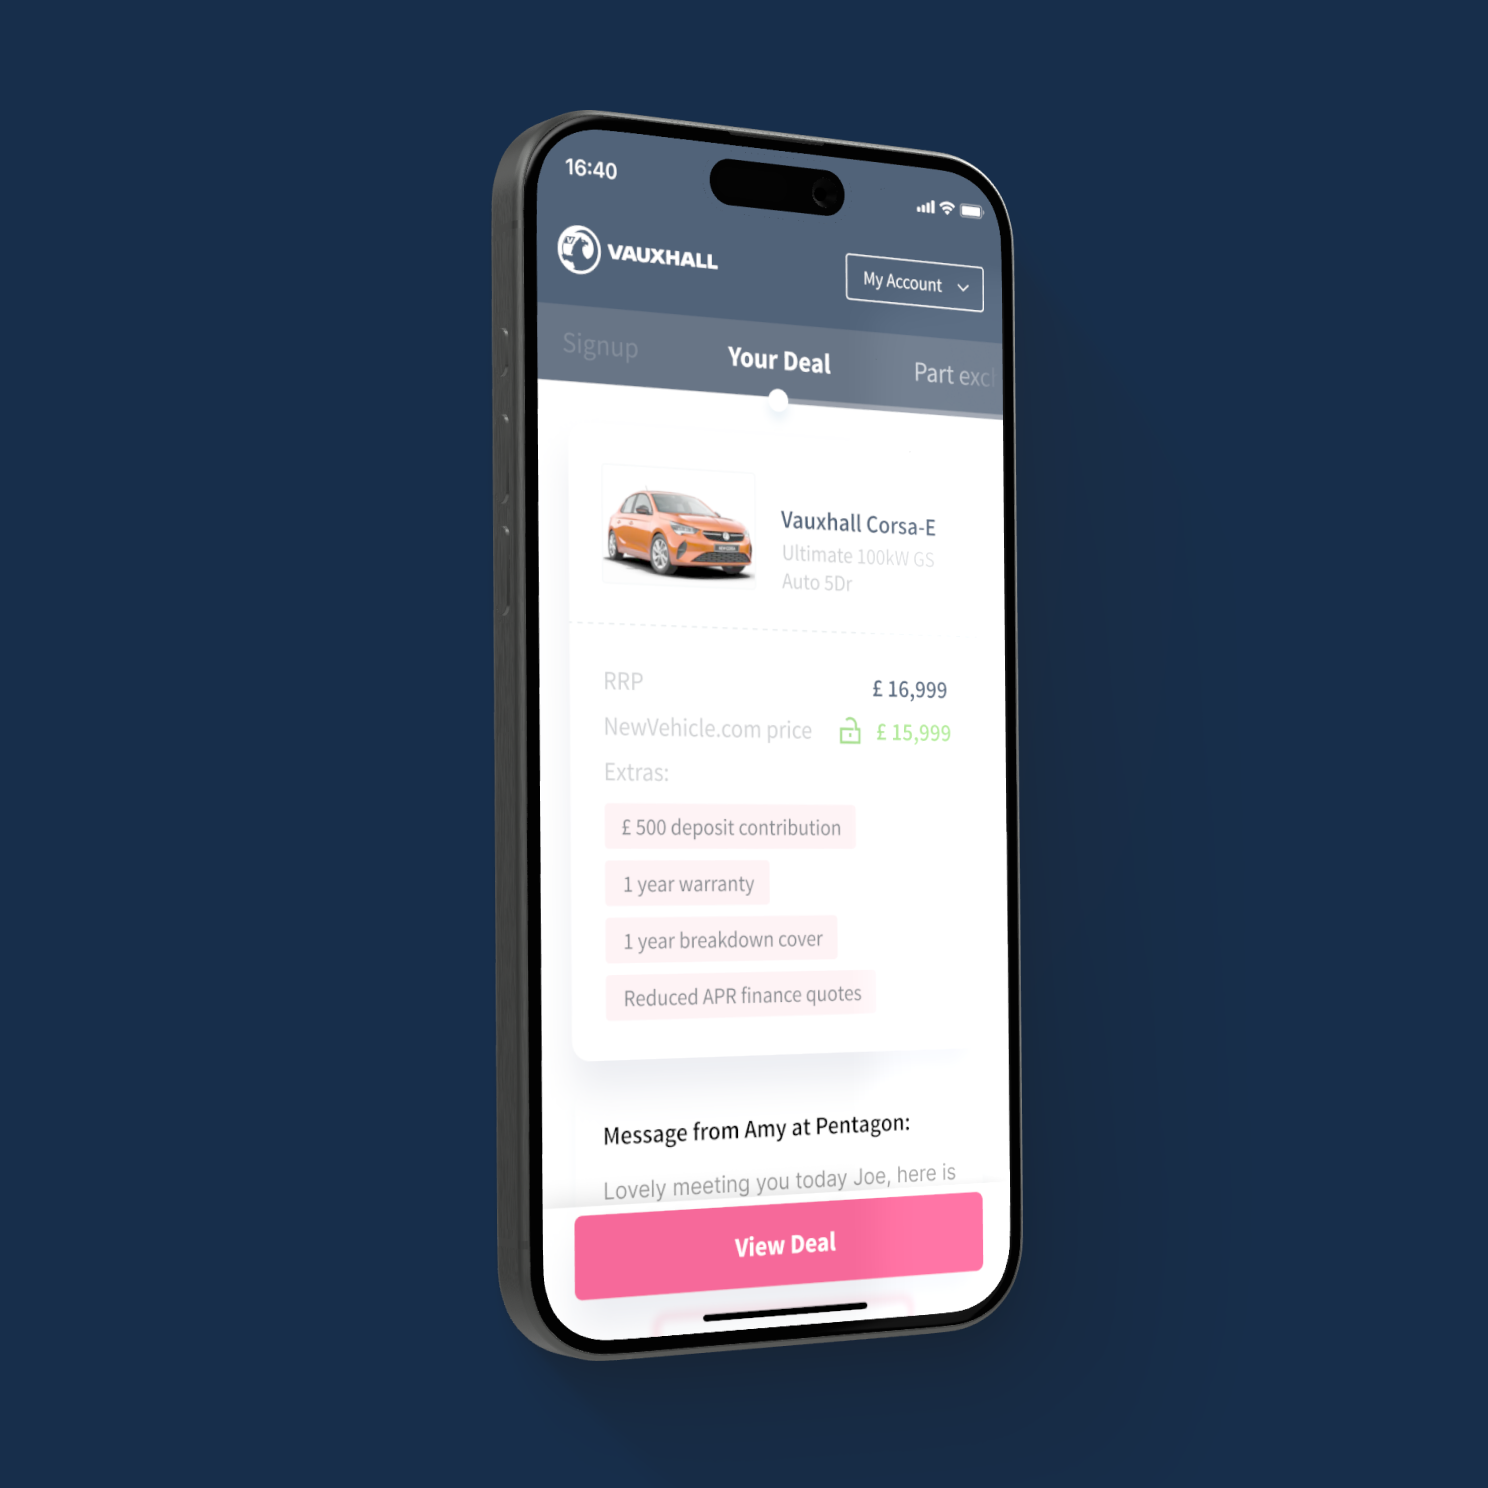 16:40
VAUXHALL
My Account
Signup
Your Deal
Part excl
Vauxhall Corsa-E
Ultimate 100kW GS
Auto 5Dr
RRP
£ 16,999
NewVehicle.com price
£ 15,999
Extras:
£ 500 deposit contribution
1 year warranty
1 year breakdown cover
Reduced APR finance quotes
Message from Amy at Pentagon:
Lovely meeting you today Joe, here is
View Deal